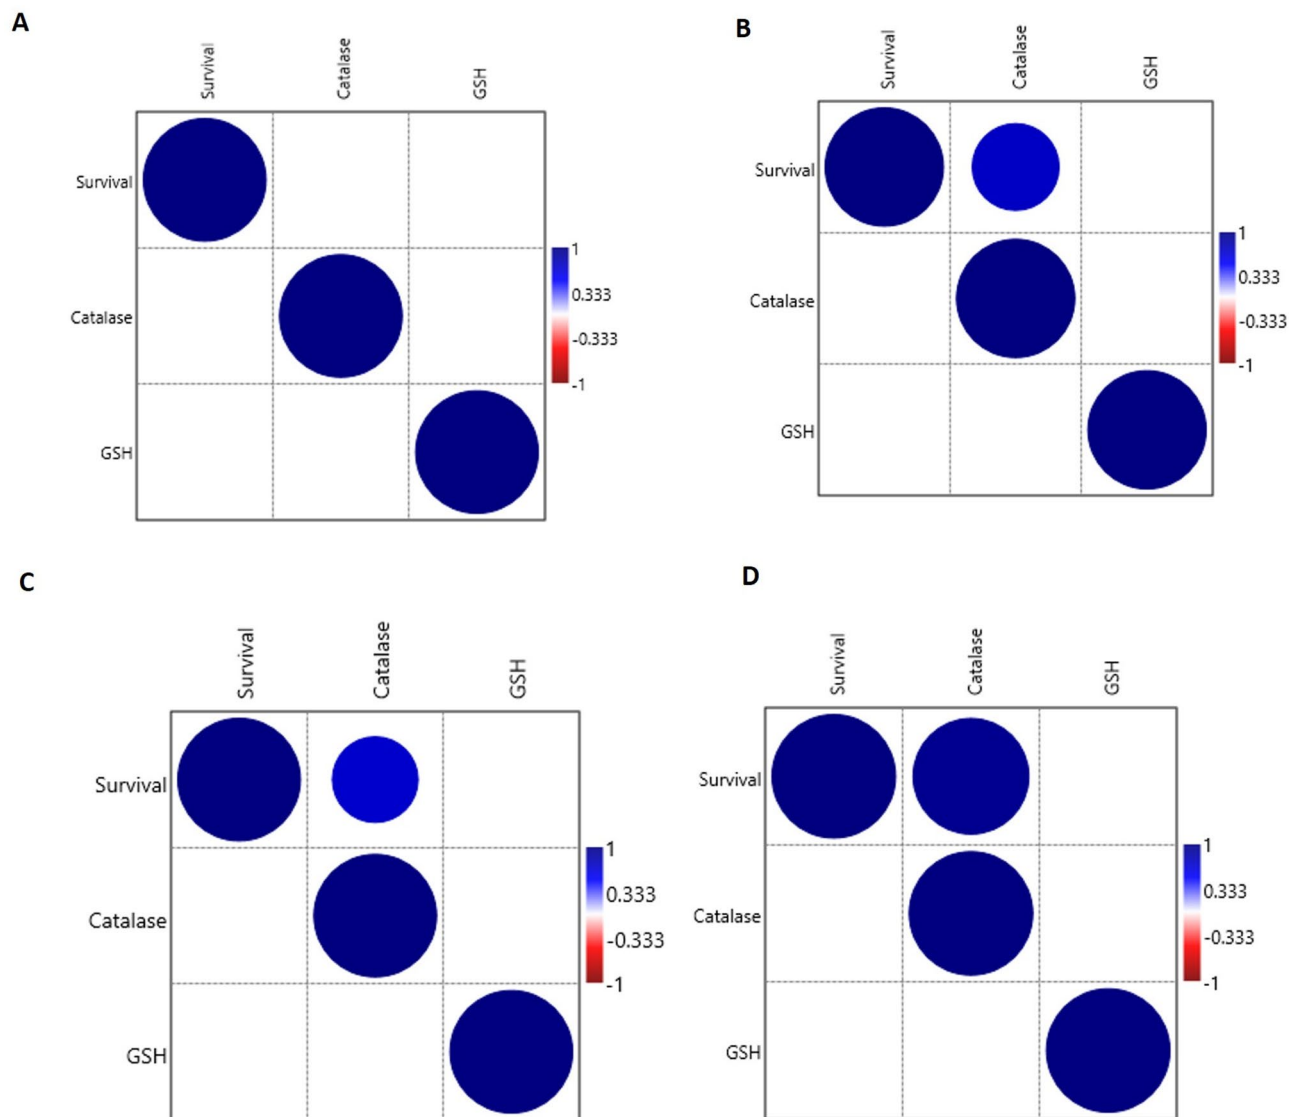 A
Survival
Catalase
GSH
Survival
Catalase
GSH
1
0.333
-0.333
-1
B
Survival
Catalase
GSH
Survival
Catalase
GSH
1
0.333
-0.333
-1
C
Survival
Catalase
GSH
Survival
Catalase
GSH
1
0.333
-0.333
-1
D
Survival
Catalase
GSH
Survival
Catalase
GSH
1
0.333
-0.333
-1